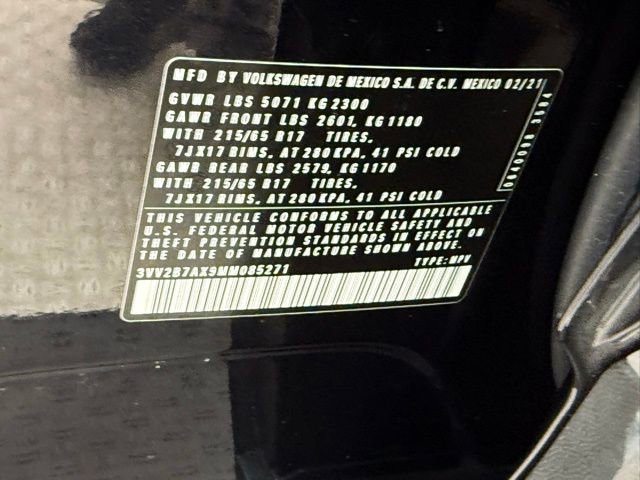 MFD BY VOLKSWAGEN DE MEXICO S.A. DE C.V. MEXICO 02/21
GVWR LBS 5071 KG 2300
GAWR FRONT LBS 2601, KG 1180
WITH 215/65 R17 TIRES,
7JX17 RIMS, AT 280 KPA, 41 PSI COLD
GAWR REAR LBS 2579, KG 1170
WITH 215/65 R17 TIRES,
7JX17 RIMS, AT 280 KPA, 41 PSI COLD
THIS VEHICLE CONFORMS TO ALL APPLICABLE
U.S. FEDERAL MOTOR VEHICLE SAFETY AND
THEFT PREVENTION STANDARDS IN EFFECT ON
THE DATE OF MANUFACTURE SHOWN ABOVE.
3VV2B7AX9MM085271 TYPE: MPV